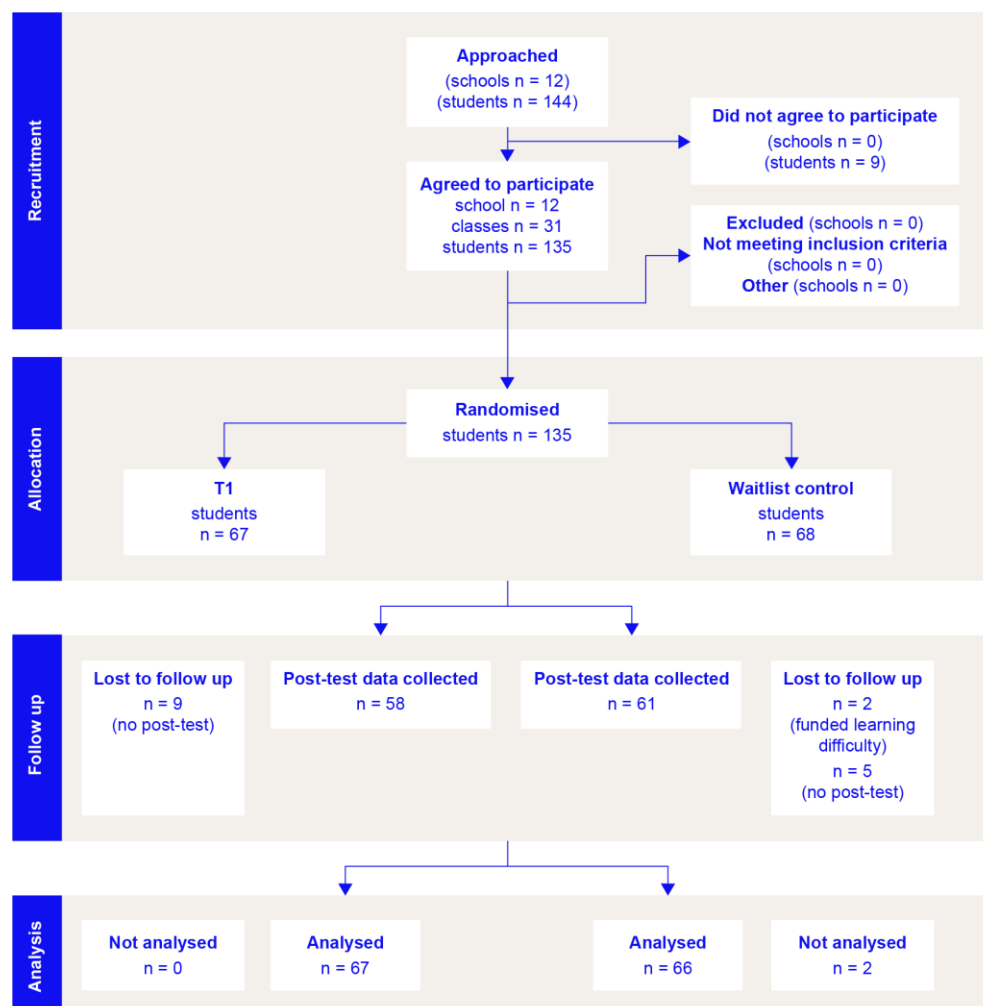 Recruitment
Approached
(schools n = 12)
(students n = 144)
Did not agree to participate
(schools n = 0)
(students n = 9)
Agreed to participate
school n = 12
classes n = 31
students n = 135
Excluded (schools n = 0)
Not meeting inclusion criteria
(schools n = 0)
Other (schools n = 0)
Allocation
Randomised
students n = 135
T1
students
n = 67
Waitlist control
students
n = 68
Follow up
Lost to follow up
n = 9
(no post-test)
Post-test data collected
n = 58
Post-test data collected
n = 61
Lost to follow up
n = 2
(funded learning
difficulty)
n = 5
(no post-test)
Analysis
Not analysed
n = 0
Analysed
n = 67
Analysed
n = 66
Not analysed
n = 2